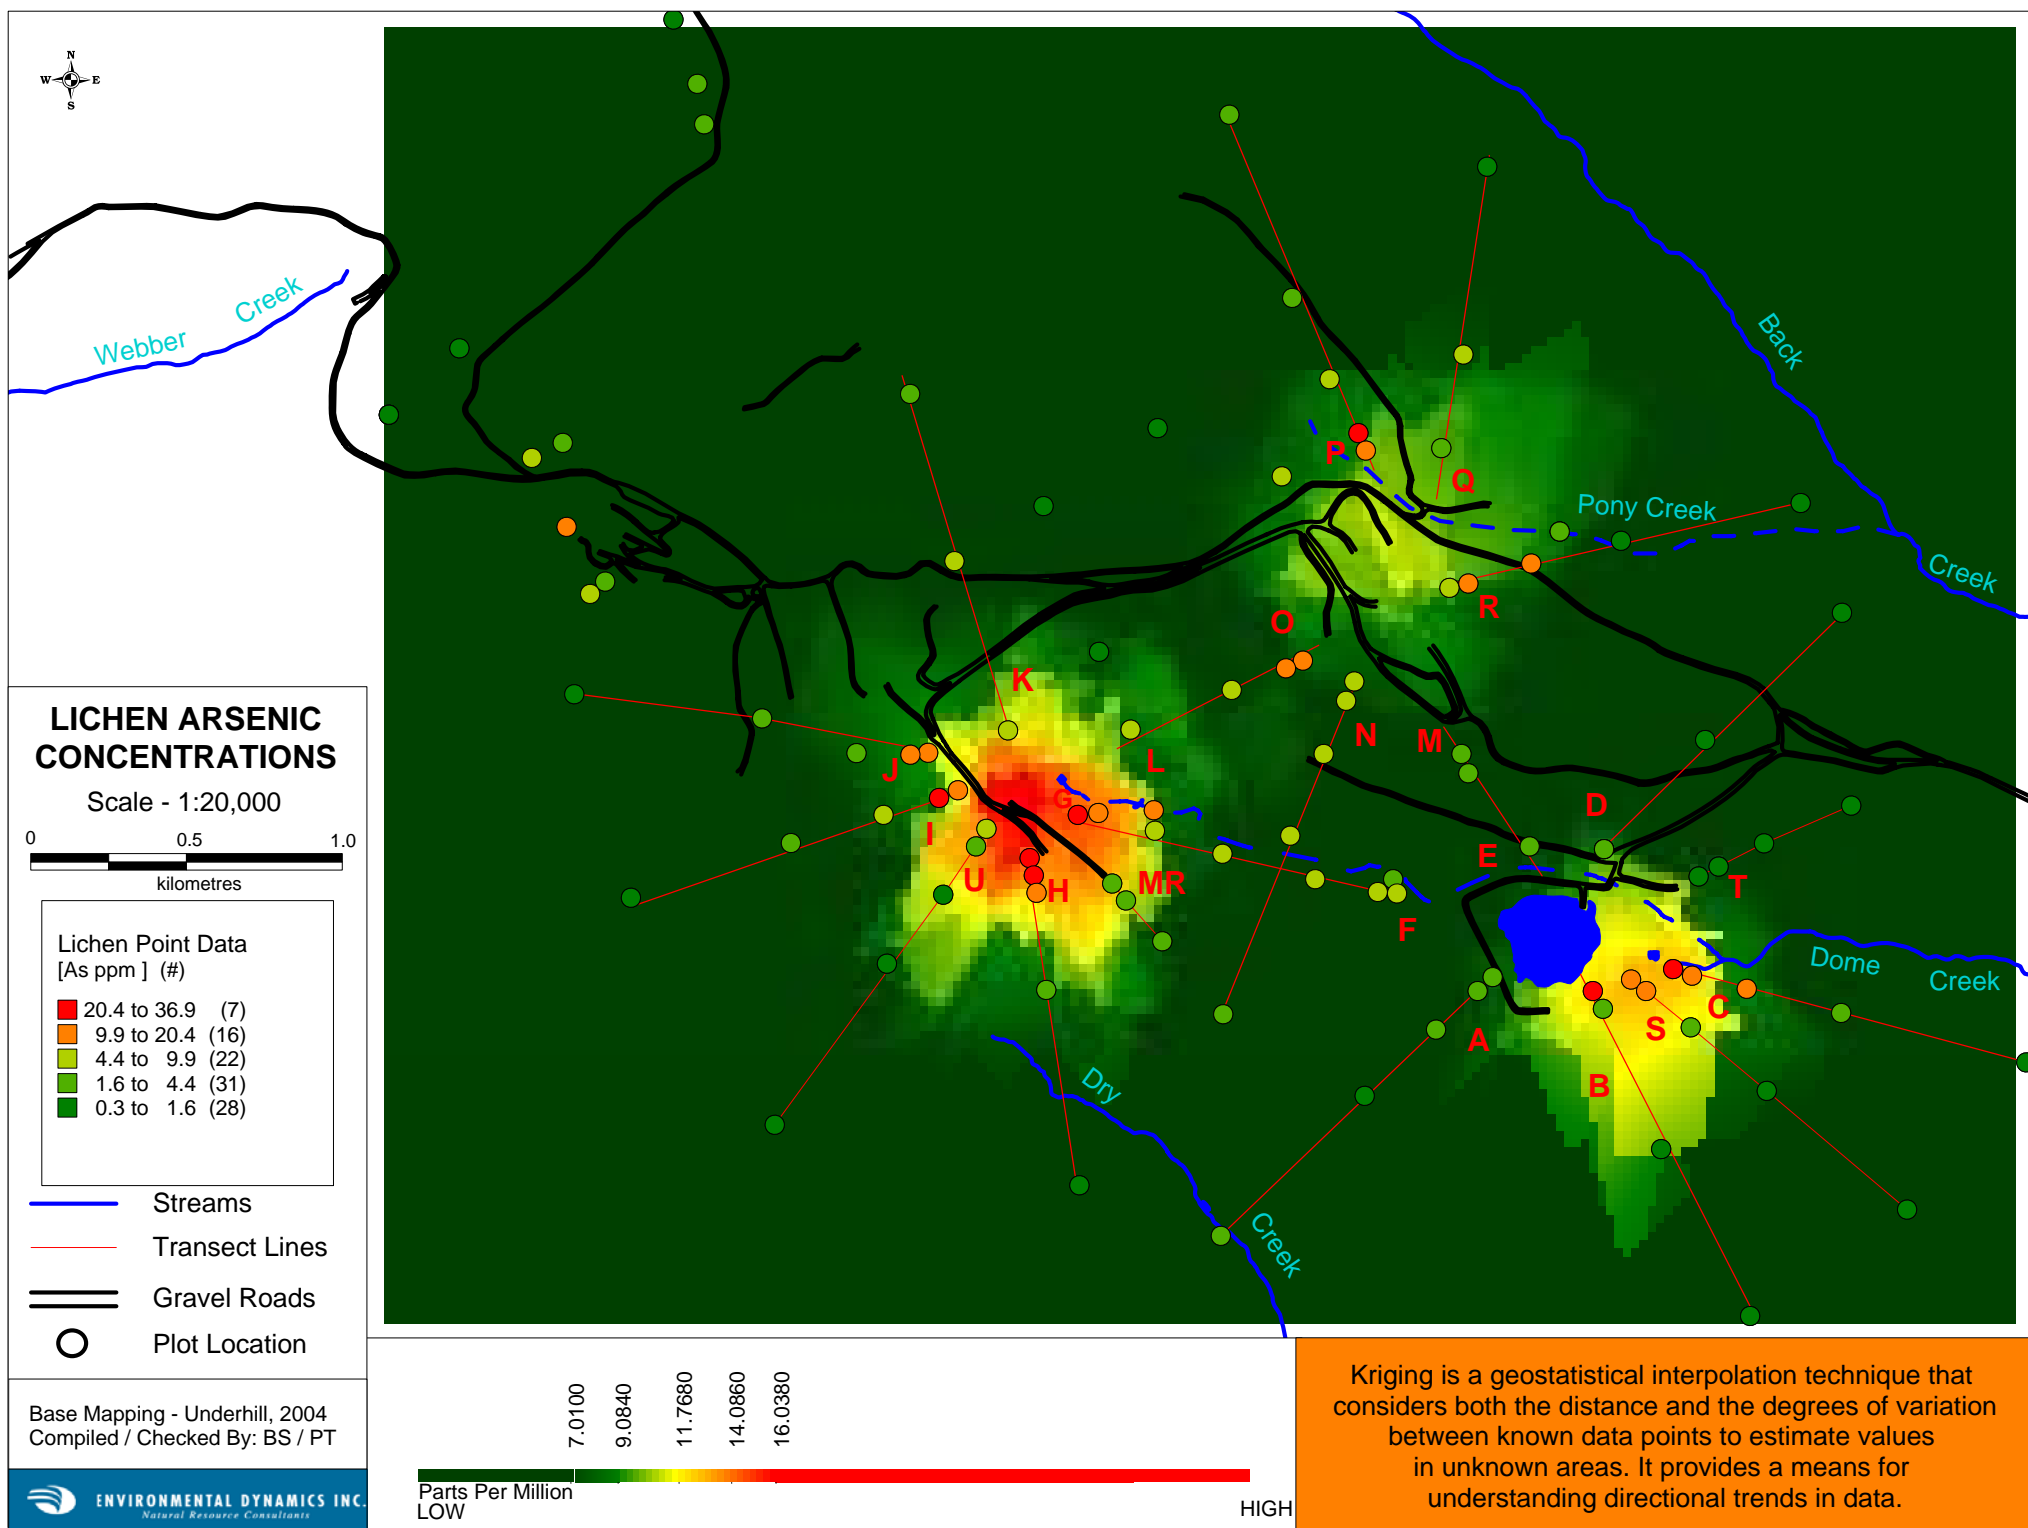 N
W E
S
Webber Creek
Back
Creek
Pony Creek
P
Q
O
R
K
N
M
L
J
G
D
I
E
U
H
MR
T
F
Dome Creek
C
S
A
B
Dry
Creek
LICHEN ARSENIC
CONCENTRATIONS
Scale - 1:20,000
0 0.5 1.0
kilometres
Lichen Point Data
[As ppm ] (#)
20.4 to 36.9 (7)
9.9 to 20.4 (16)
4.4 to 9.9 (22)
1.6 to 4.4 (31)
0.3 to 1.6 (28)
Streams
Transect Lines
Gravel Roads
Plot Location
Base Mapping - Underhill, 2004
Compiled / Checked By: BS / PT
ENVIRONMENTAL DYNAMICS INC.
Natural Resource Consultants
7.0100
9.0840
11.7680
14.0860
16.0380
Parts Per Million
LOW HIGH
Kriging is a geostatistical interpolation technique that
considers both the distance and the degrees of variation
between known data points to estimate values
in unknown areas. It provides a means for
understanding directional trends in data.